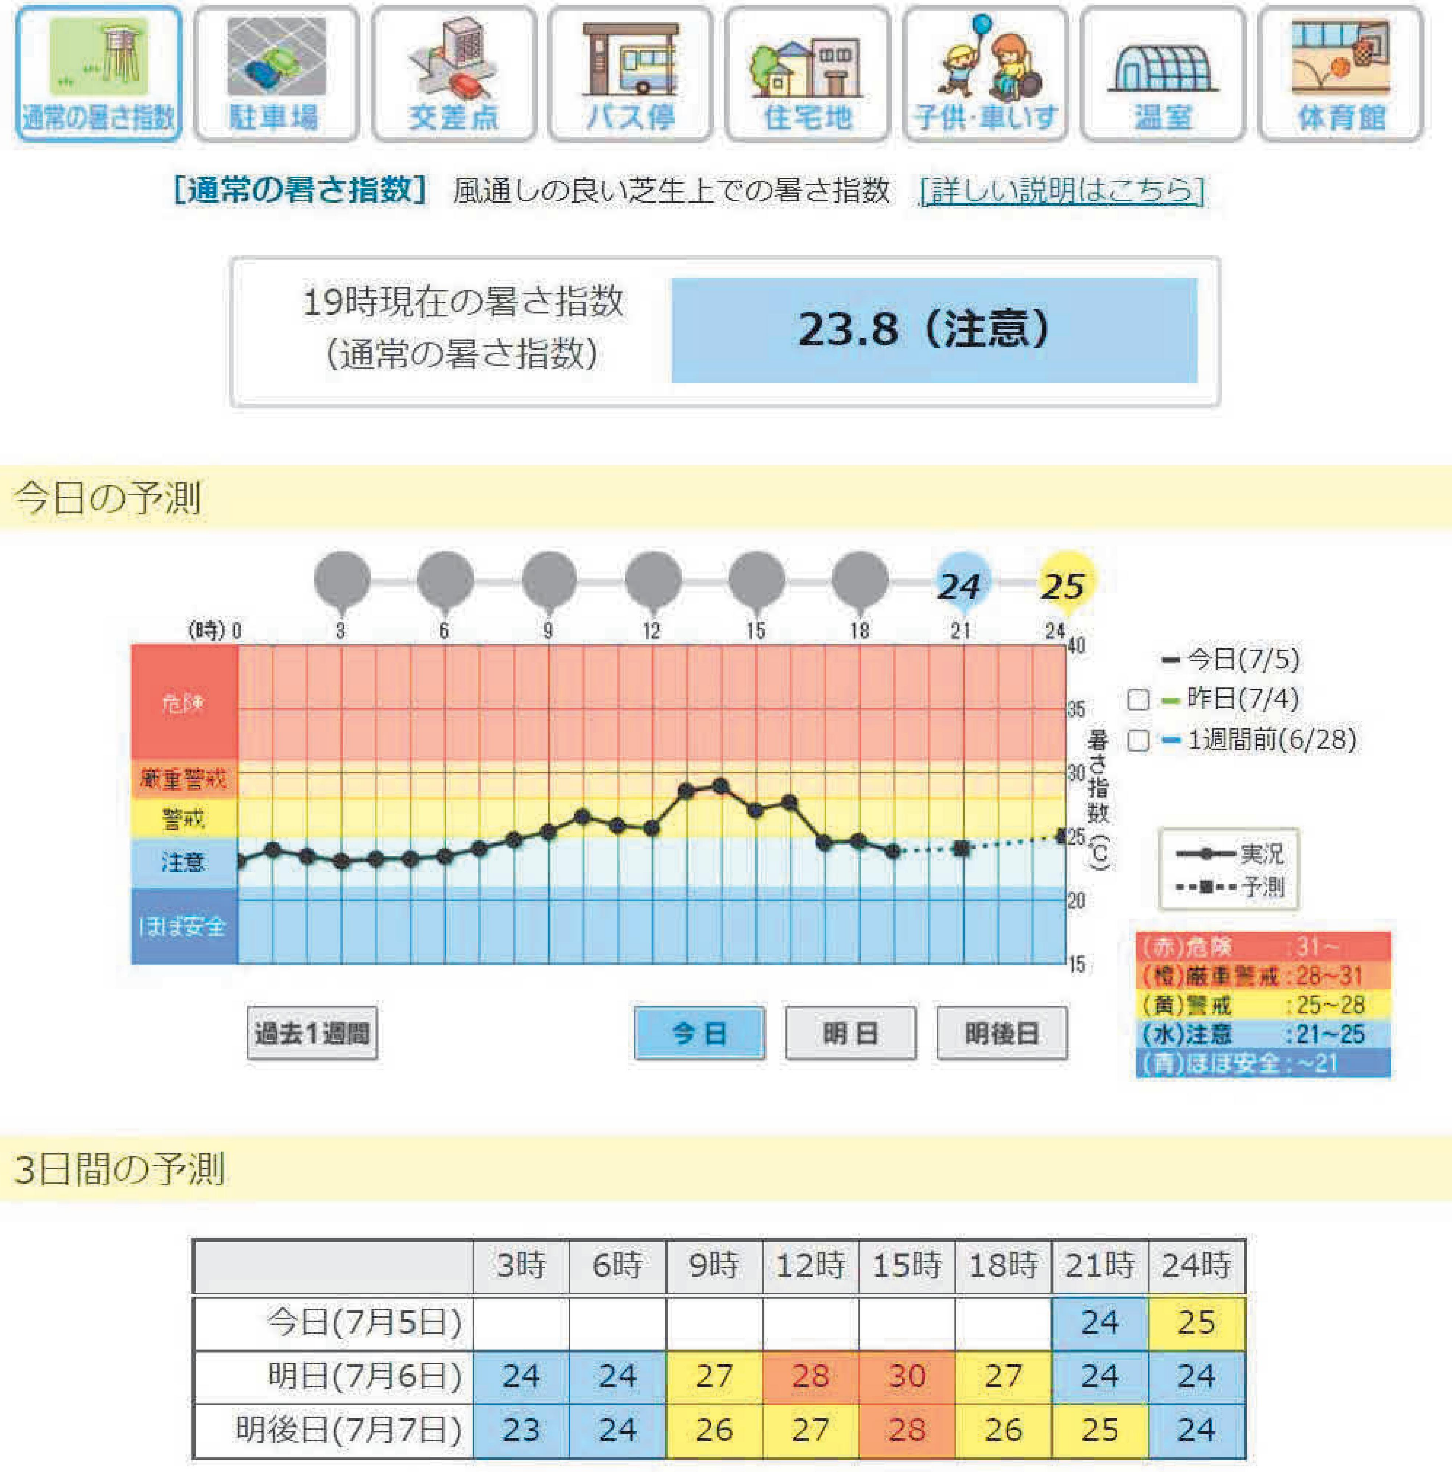 通常の暑さ指数
駐車場
交差点
バス停
住宅地
子供・車いす
温室
体育館
[通常の暑さ指数] 風通しの良い芝生上での暑さ指数 [詳しい説明はこちら]
19時現在の暑さ指数
(通常の暑さ指数)
23.8（注意）
今日の予測
24 25
(時) 0 3 6 9 12 15 18 21 24
危険
厳重警戒
警戒
注意
ほぼ安全
40
35
30
25
20
15
暑さ指数(℃)
今日(7/5)
昨日(7/4)
1週間前(6/28)
実況
予測
(赤)危険 :31～
(橙)厳重警戒:28～31
(黄)警戒 :25～28
(水)注意 :21～25
(青)ほぼ安全:～21
過去1週間
今日
明日
明後日
3日間の予測
3時 6時 9時 12時 15時 18時 21時 24時
今日(7月5日) 24 25
明日(7月6日) 24 24 27 28 30 27 24 24
明後日(7月7日) 23 24 26 27 28 26 25 24